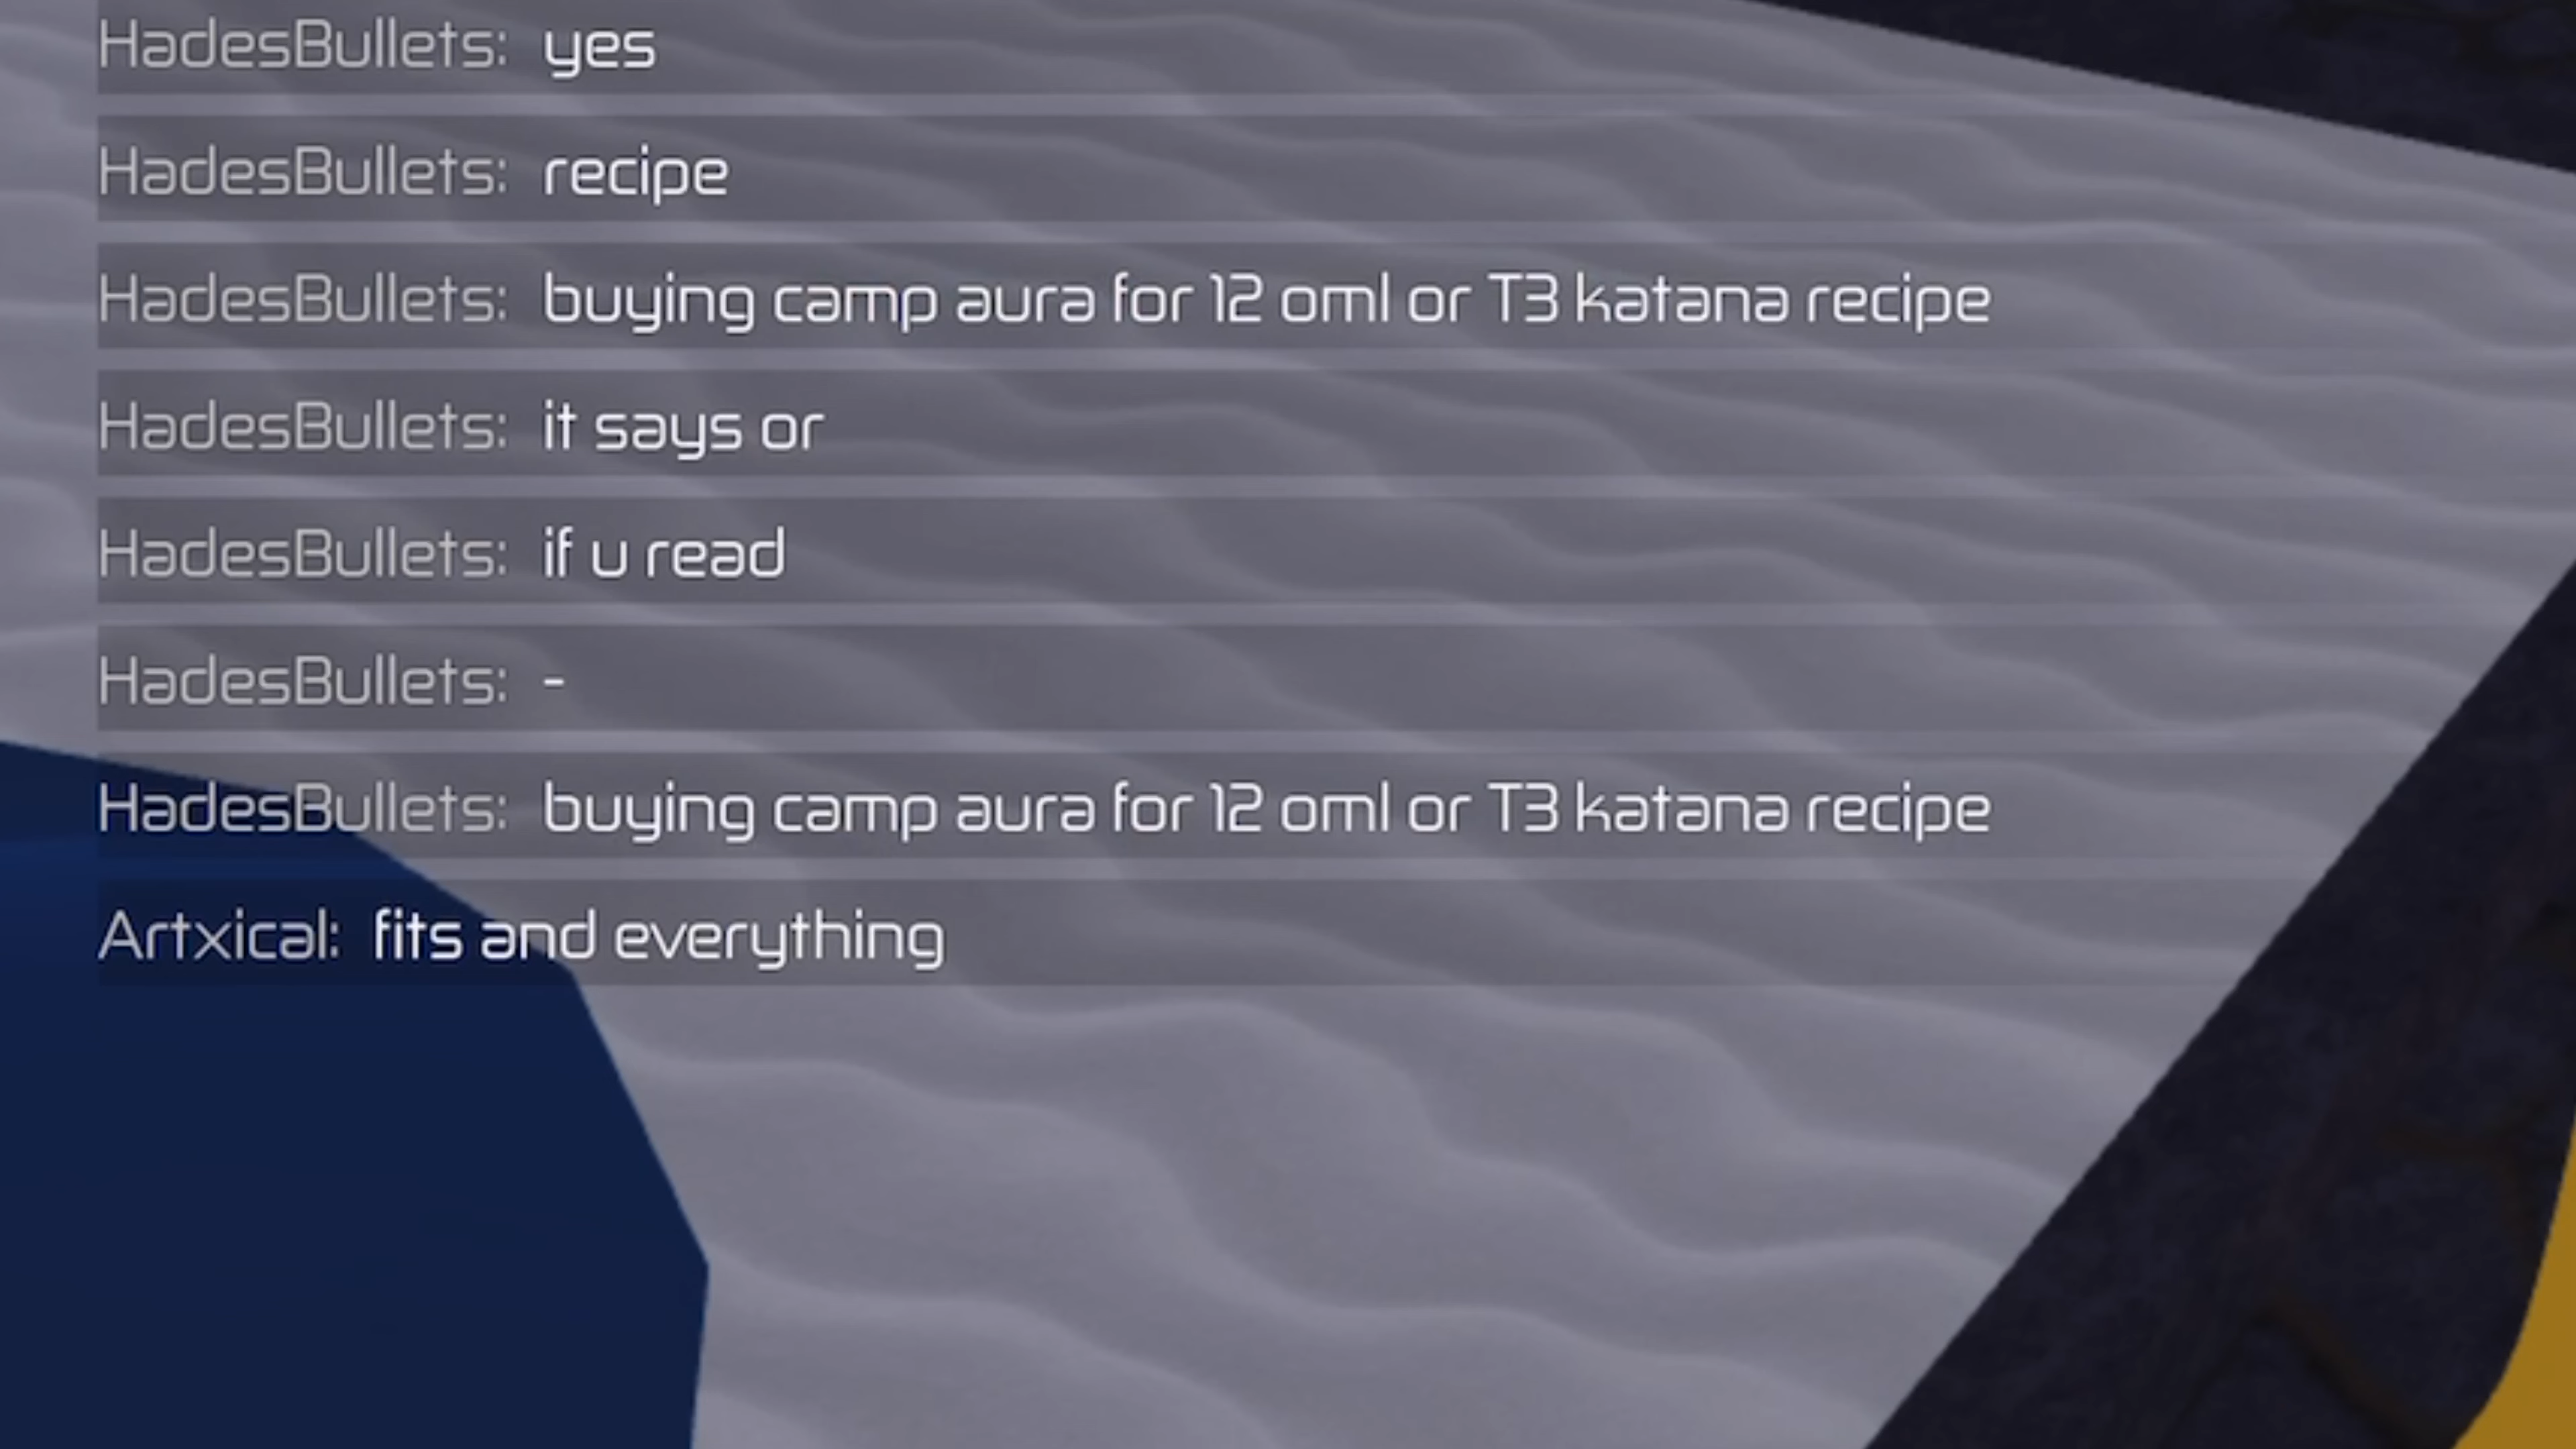 HadesBullets: yes
HadesBullets: recipe
HadesBullets: buying camp aura for 12 oml or T3 katana recipe
HadesBullets: it says or
HadesBullets: if u read
HadesBullets: -
HadesBullets: buying camp aura for 12 oml or T3 katana recipe
Artxical: fits and everything